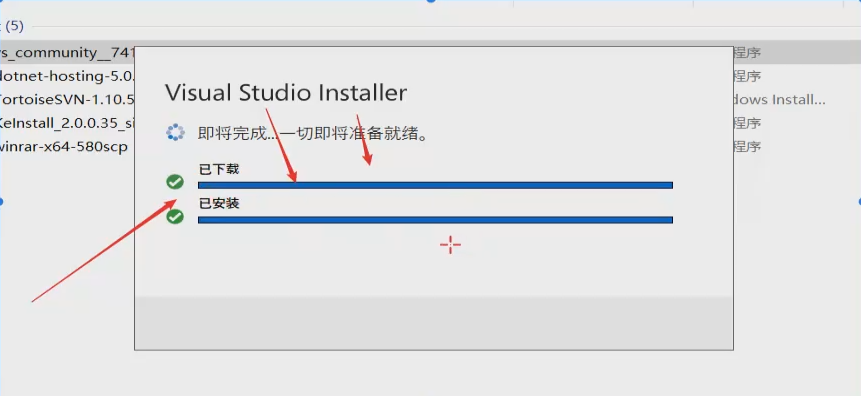 (5)
s_community__741
程序
dotnet-hosting-5.0.
程序
TortoiseSVN-1.10.5
dows Install...
KeInstall_2.0.0.35_si
程序
winrar-x64-580scp
程序
Visual Studio Installer
即将完成...一切即将准备就绪。
已下载
已安装